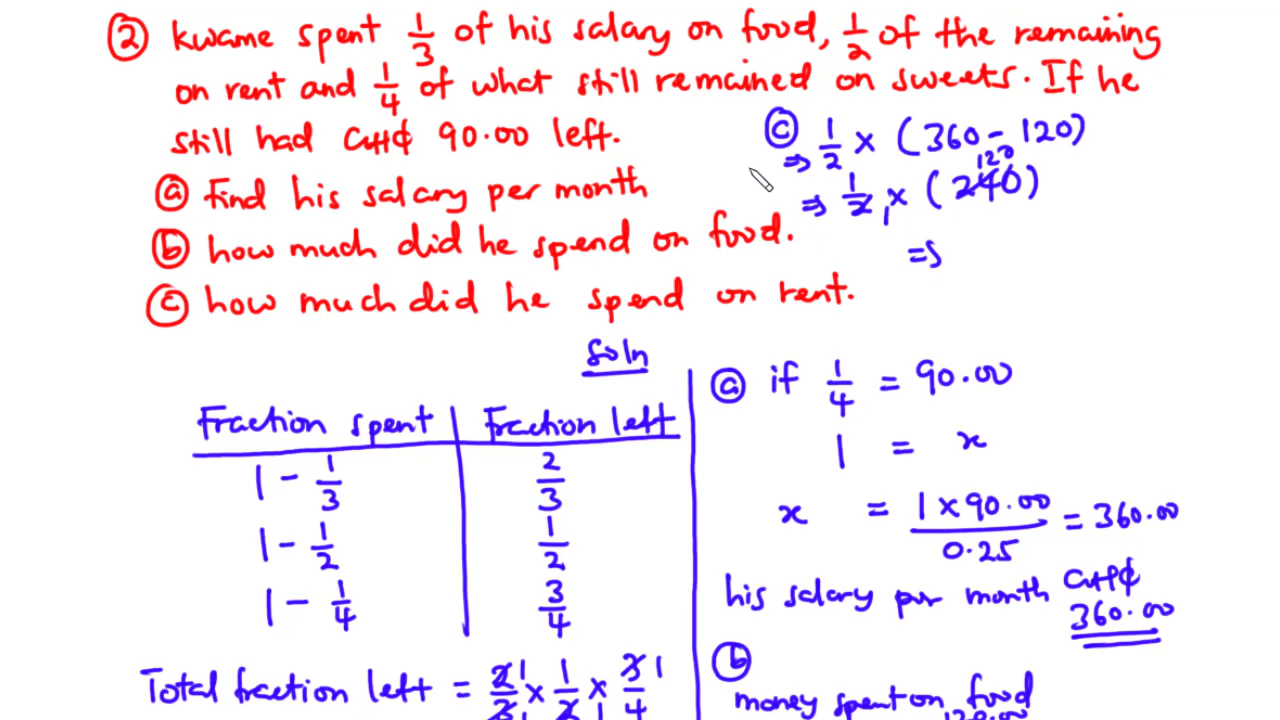 ② Kwame spent 1/3 of his salary on food, 1/2 of the remaining
on rent and 1/4 of what still remained on sweets. If he
still had GH¢ 90.00 left.
ⓐ Find his salary per month
ⓑ how much did he spend on food.
ⓒ how much did he spend on rent.
ⓒ
⇒ 1/2 × (360 - 120)
120
⇒ 1/2 1 × (240)
⇒
Soln
Fraction spent | Fraction left
1 - 1/3 | 2/3
1 - 1/2 | 1/2
1 - 1/4 | 3/4
Total fraction left = 2/3 × 1/2 × 3/4
ⓐ if 1/4 = 90.00
1 = x
x = 1 × 90.00 / 0.25 = 360.00
his salary per month GH¢
360.00
ⓑ
money spent on food
120.00